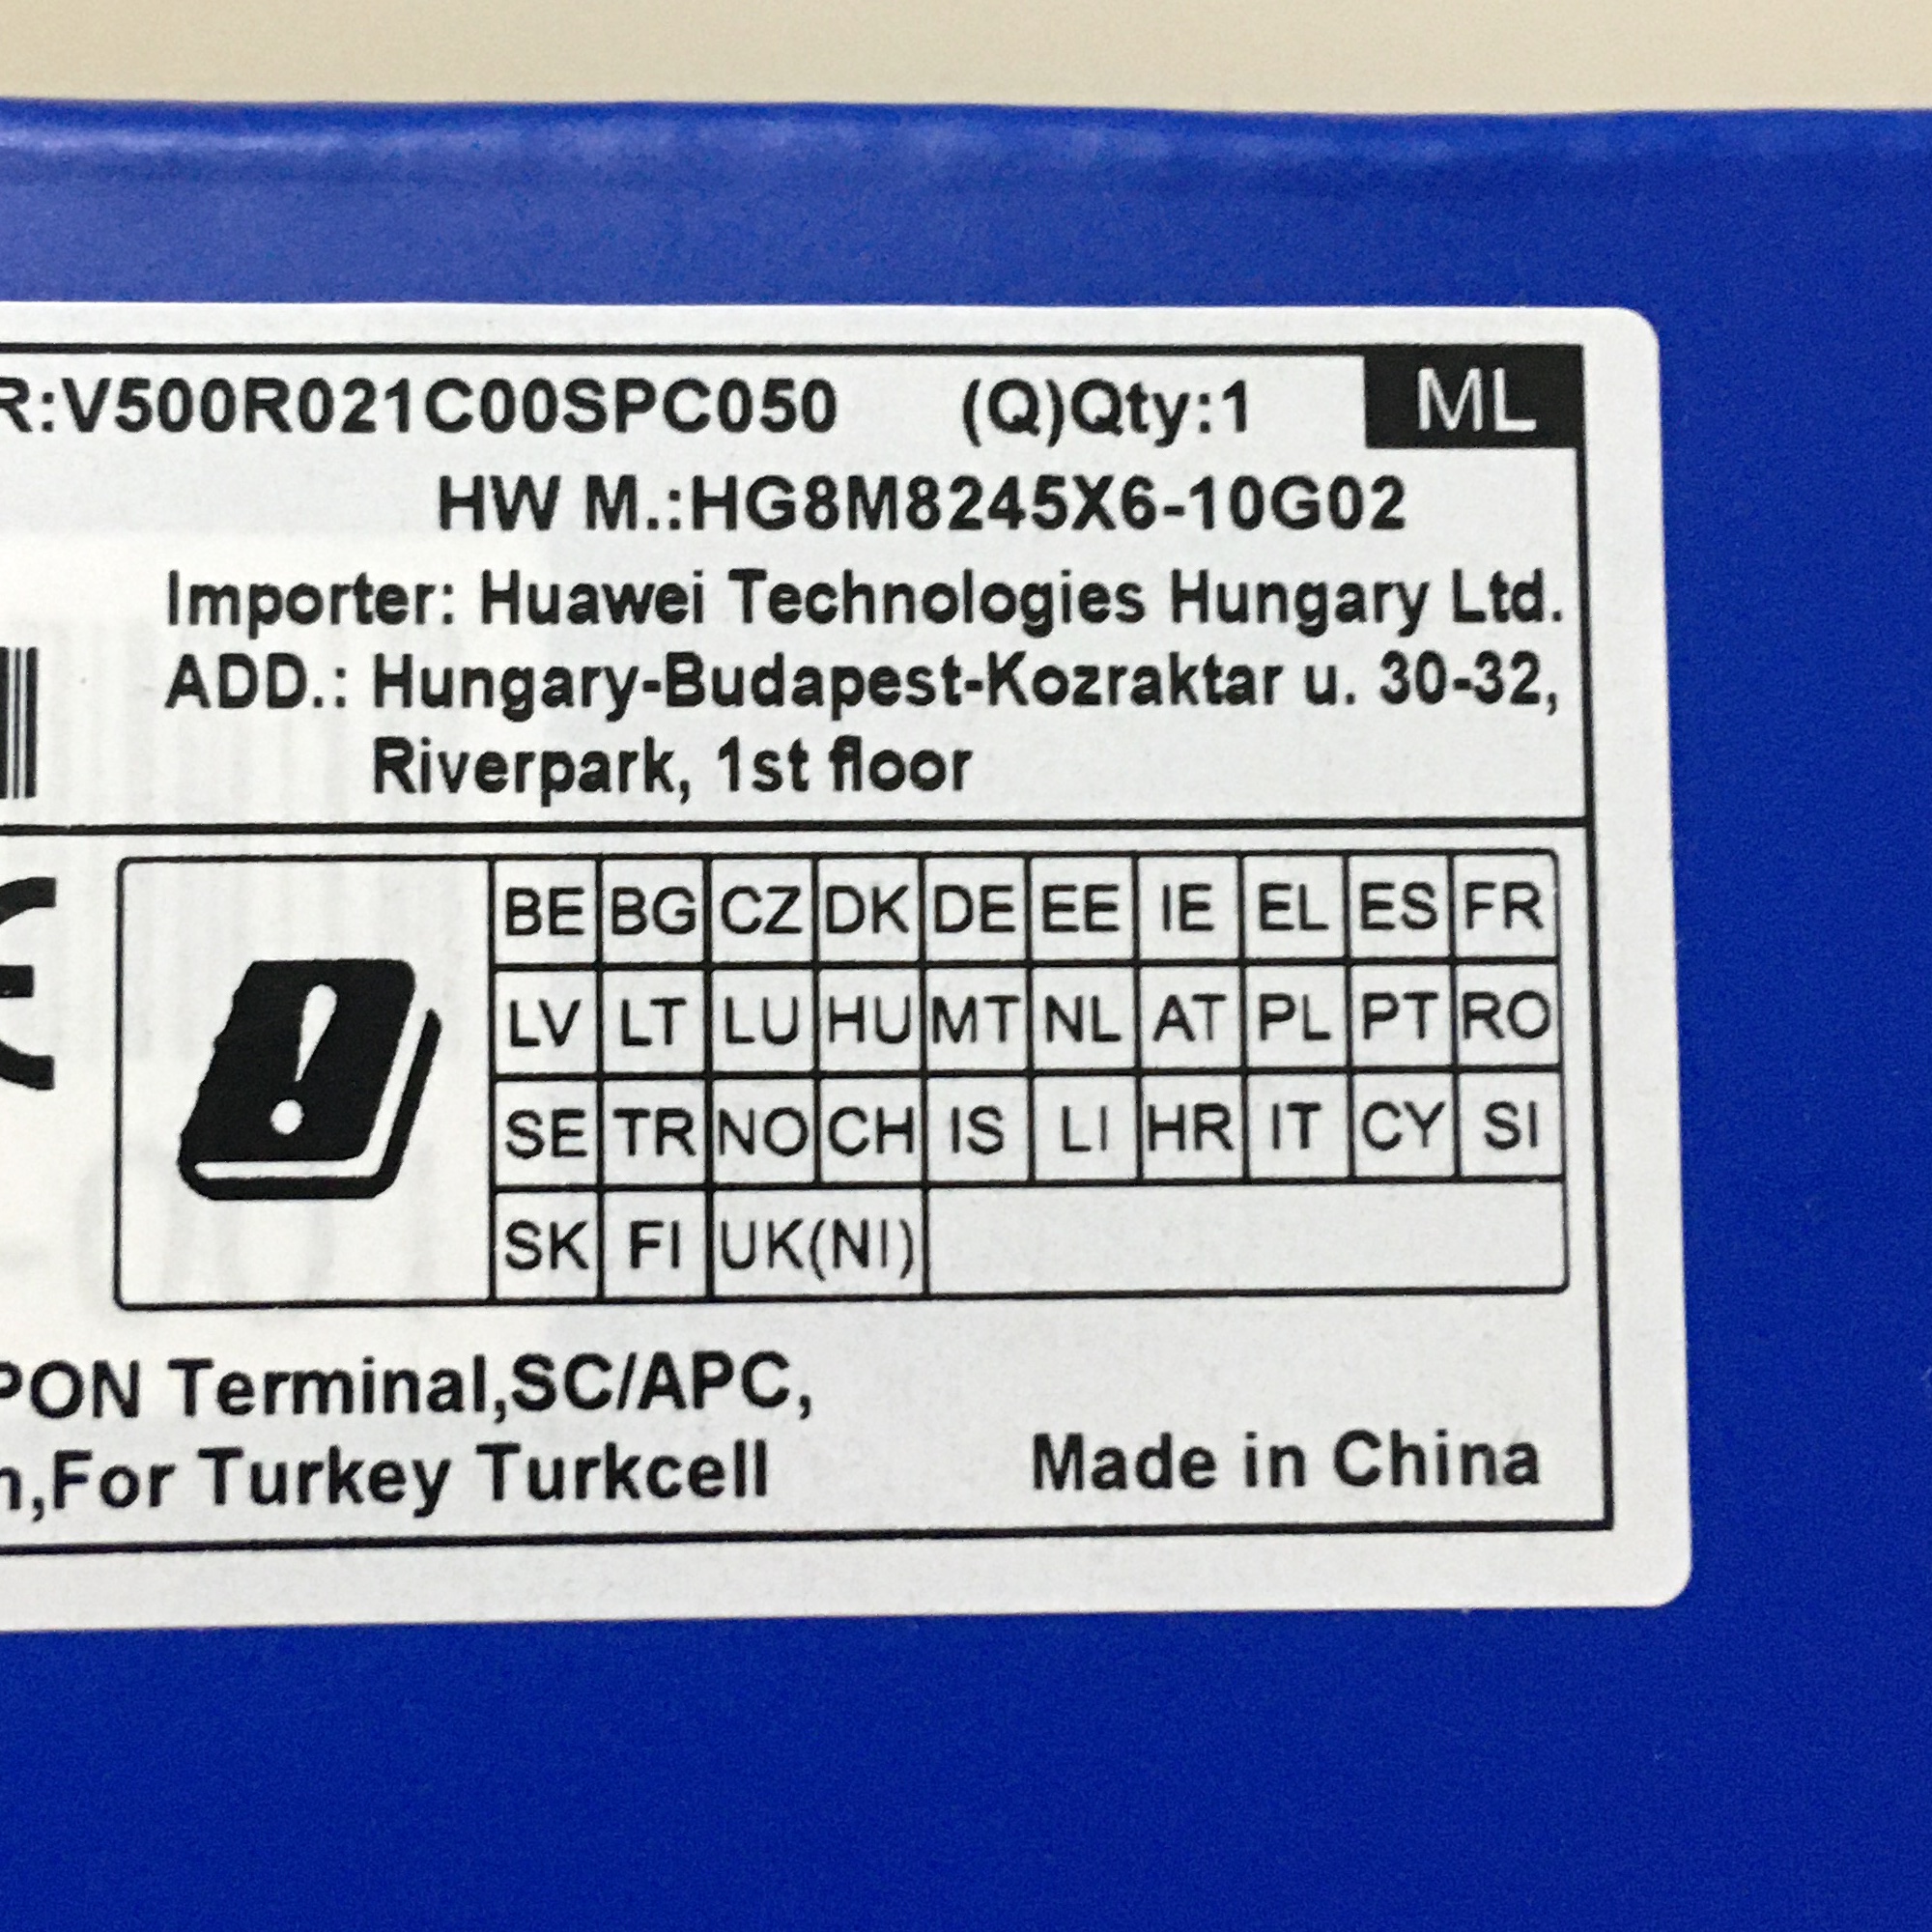 R:V500R021C00SPC050 (Q)Qty:1 ML
HW M.:HG8M8245X6-10G02
Importer: Huawei Technologies Hungary Ltd.
ADD.: Hungary-Budapest-Kozraktar u. 30-32,
Riverpark, 1st floor
BE BG CZ DK DE EE IE EL ES FR
LV LT LU HU MT NL AT PL PT RO
SE TR NO CH IS LI HR IT CY SI
SK FI UK(NI)
PON Terminal,SC/APC,
,For Turkey Turkcell
Made in China